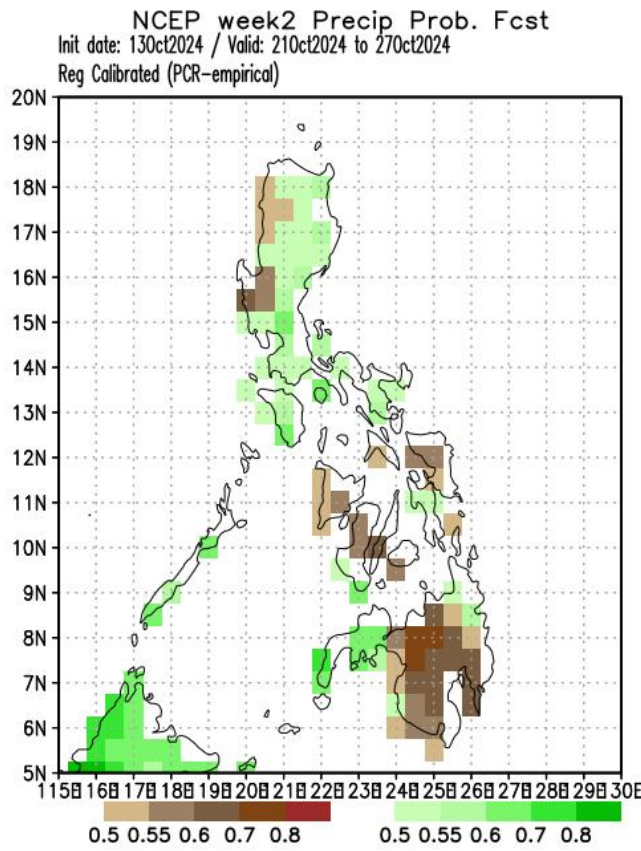 NCEP week2 Precip Prob. Fcst
Init date: 13Oct2024 / Valid: 21Oct2024 to 27Oct2024
Reg Calibrated (PCR-empirical)
20N
19N
18N
17N
16N
15N
14N
13N
12N
11N
10N
9N
8N
7N
6N
5N
115E 116E 117E 118E 119E 120E 121E 122E 123E 124E 125E 126E 127E 128E 129E 130E
0.5 0.55 0.6 0.7 0.8 0.5 0.55 0.6 0.7 0.8